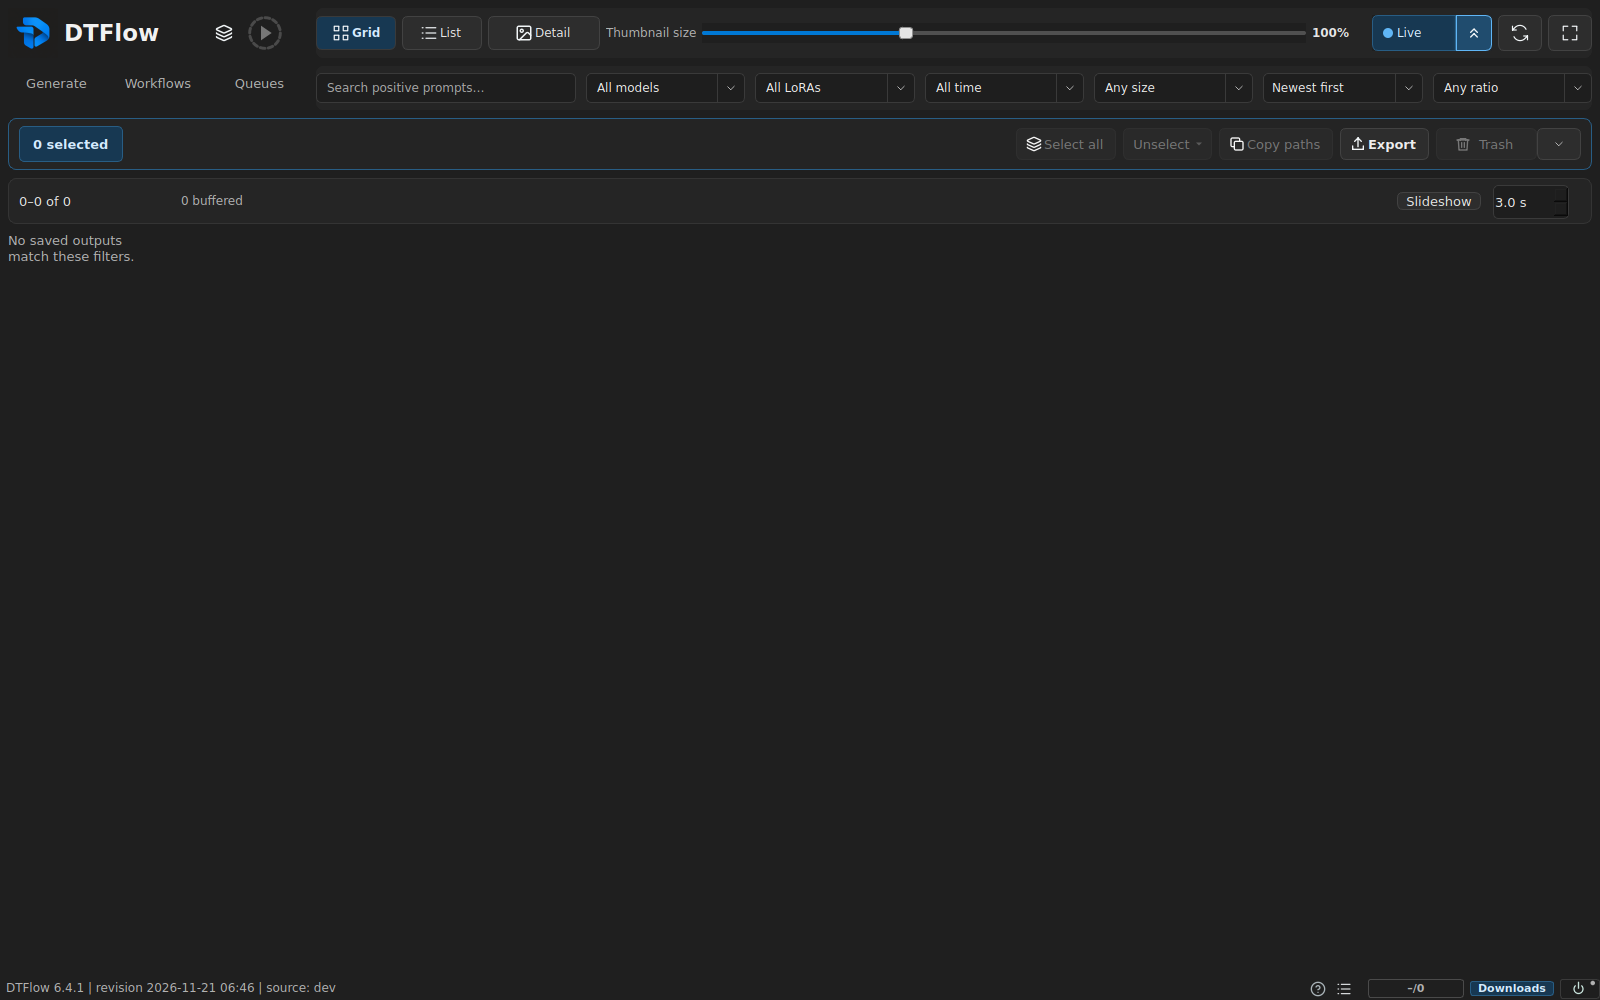 DTFlow
Grid
List
Detail
Thumbnail size
100%
Live
Generate
Workflows
Queues
Search positive prompts...
All models
All LoRAs
All time
Any size
Newest first
Any ratio
0 selected
Select all
Unselect
Copy paths
Export
Trash
0–0 of 0
0 buffered
Slideshow
3.0 s
No saved outputs
match these filters.
DTFlow 6.4.1 | revision 2026-11-21 06:46 | source: dev
–/0
Downloads